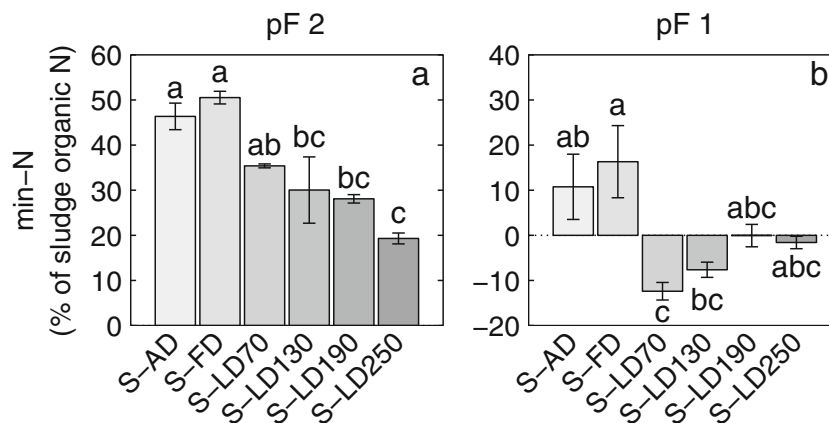 pF 2
pF 1
min−N
(% of sludge organic N)
60
50
40
30
20
10
0
a
a
a
ab
bc
bc
c
S−AD
S−FD
S−LD70
S−LD130
S−LD190
S−LD250
40
30
20
10
0
−10
−20
b
ab
a
c
bc
abc
abc
S−AD
S−FD
S−LD70
S−LD130
S−LD190
S−LD250